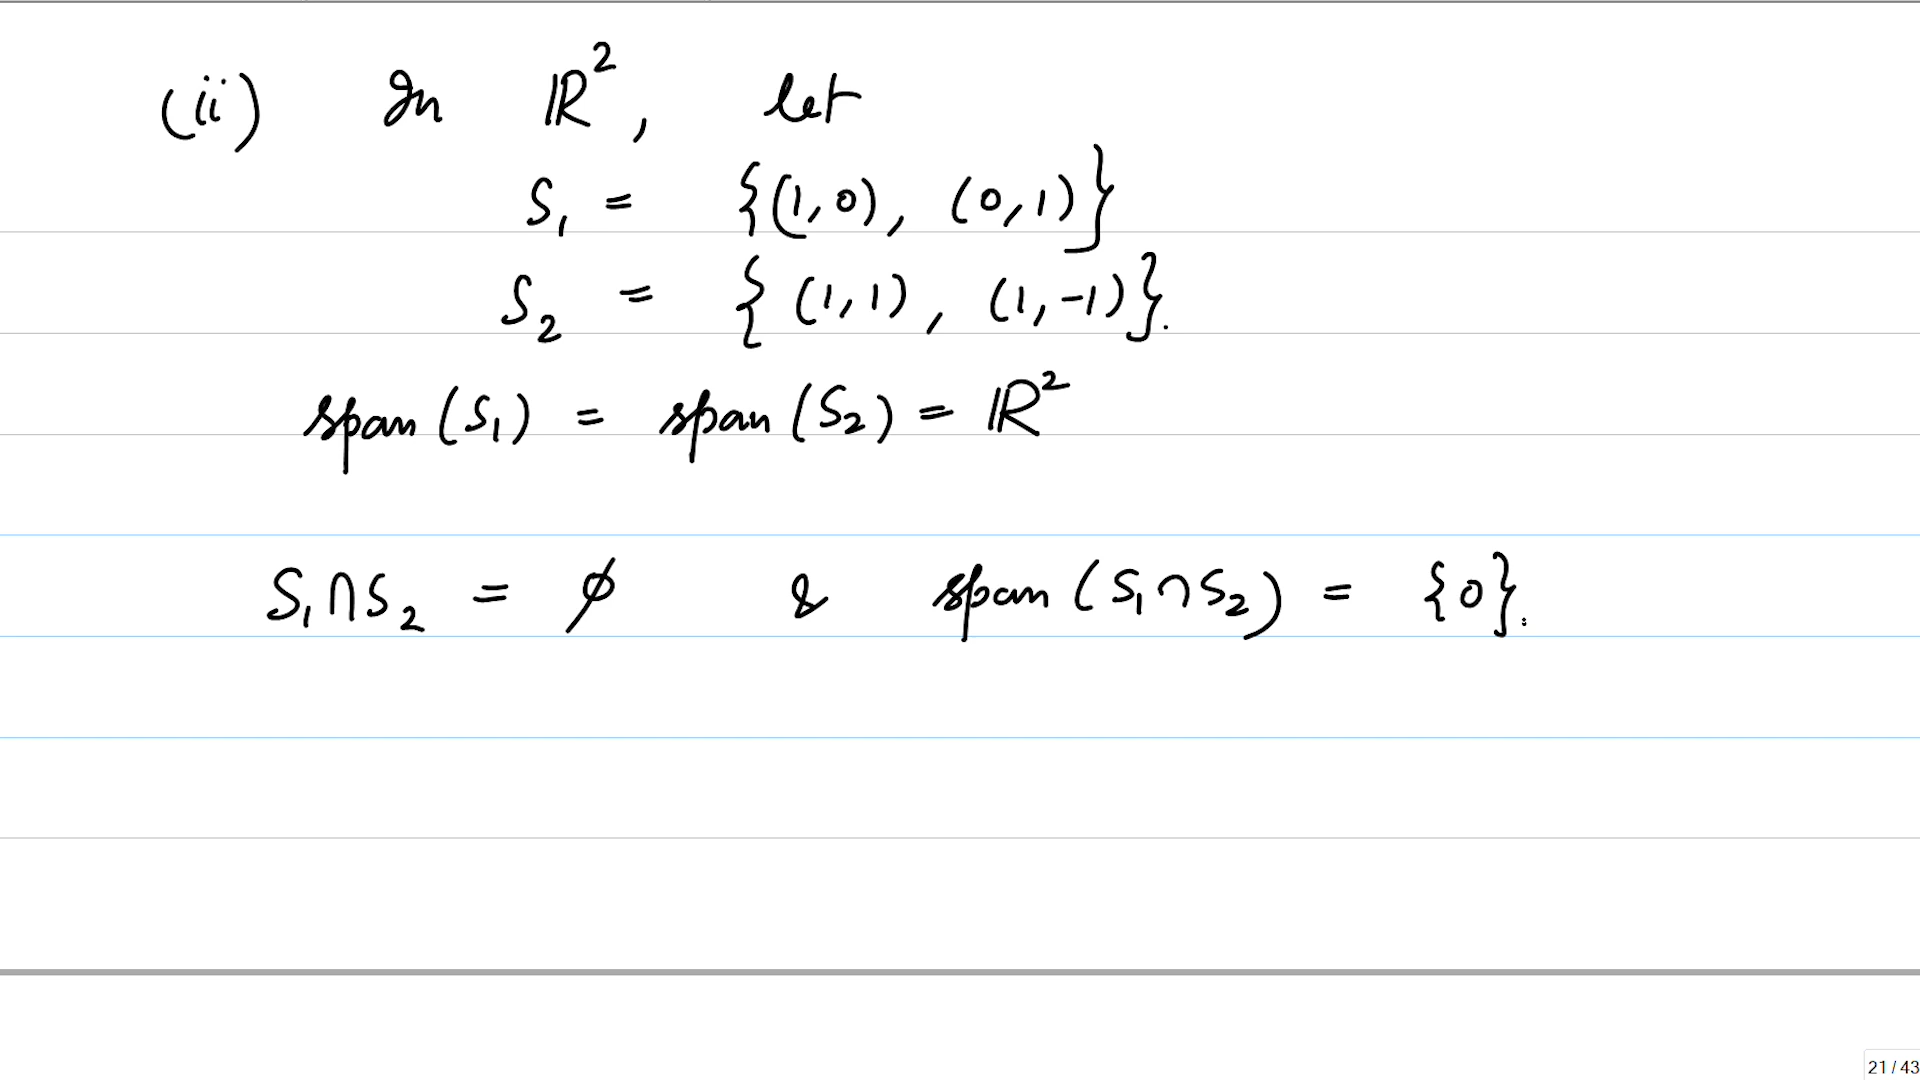 (ii) In ℝ², let
S₁ = {(1,0), (0,1)}
S₂ = {(1,1), (1,-1)}.
span(S₁) = span(S₂) = ℝ²
S₁∩S₂ = ϕ & span(S₁∩S₂) = {0}.
21 / 43